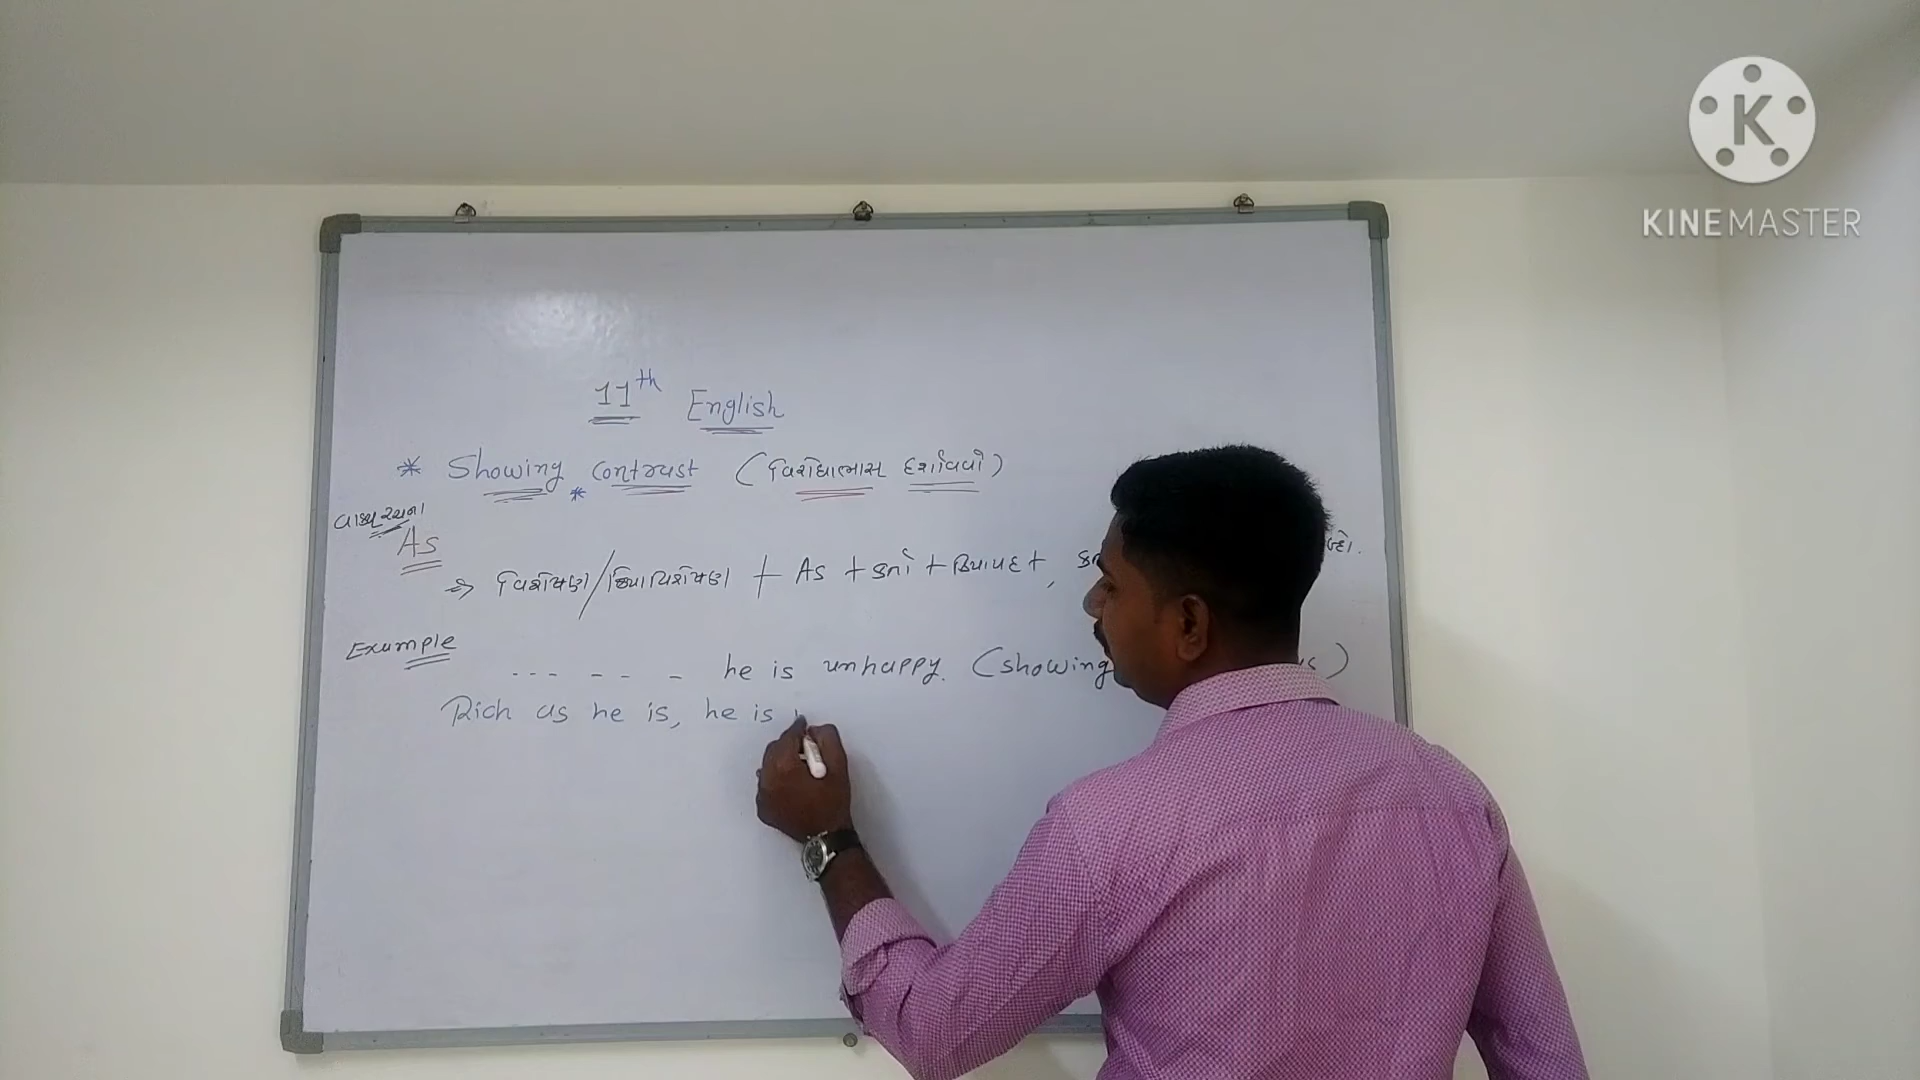 KINEMASTER
11th English
* Showing contrast (વિરોધાભાસ દર્શાવવો)
*
વાક્યરચના
As
⇒ વિશેષણ/ક્રિયાવિશેષણ + As + કર્તા + ક્રિયાપદ +,
Example
--- - - - he is unhappy. (showing
Rich as he is, he is